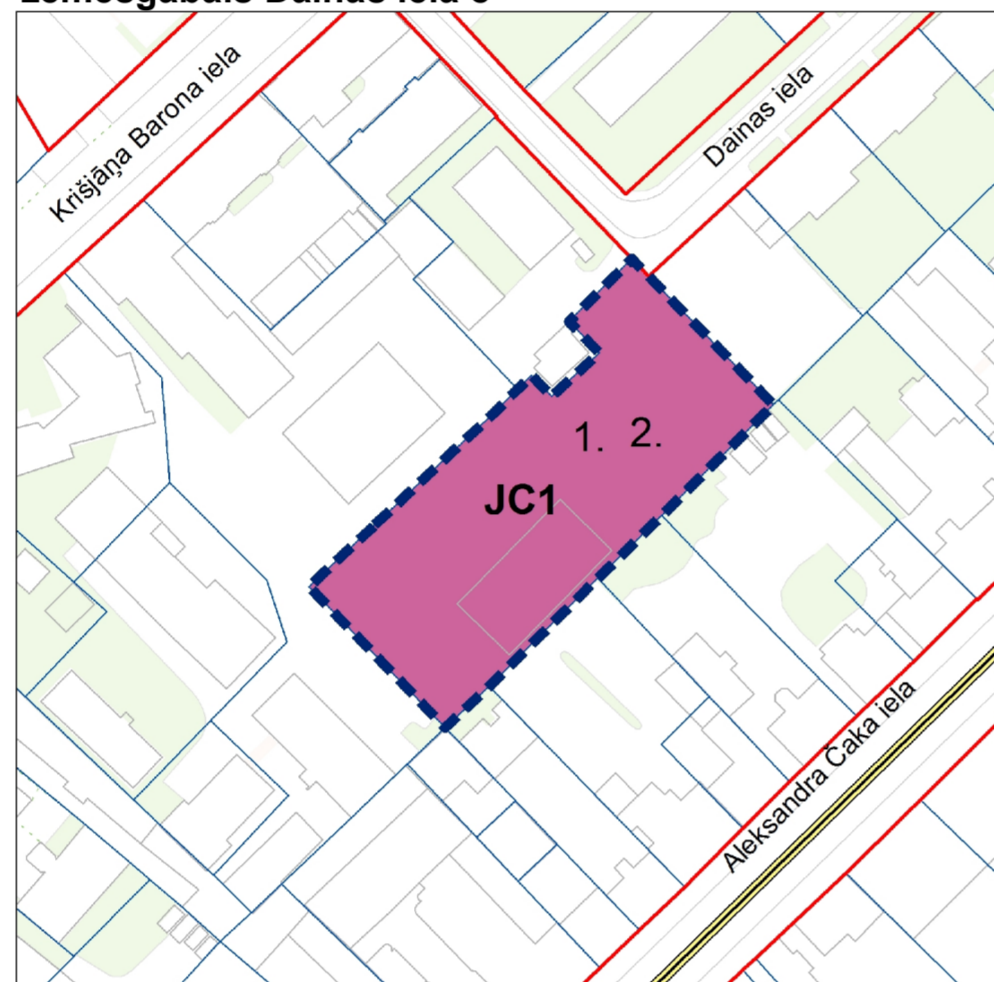 Krišjāņa Barona iela
Dainas iela
1. 2.
JC1
Aleksandra Čaka iela